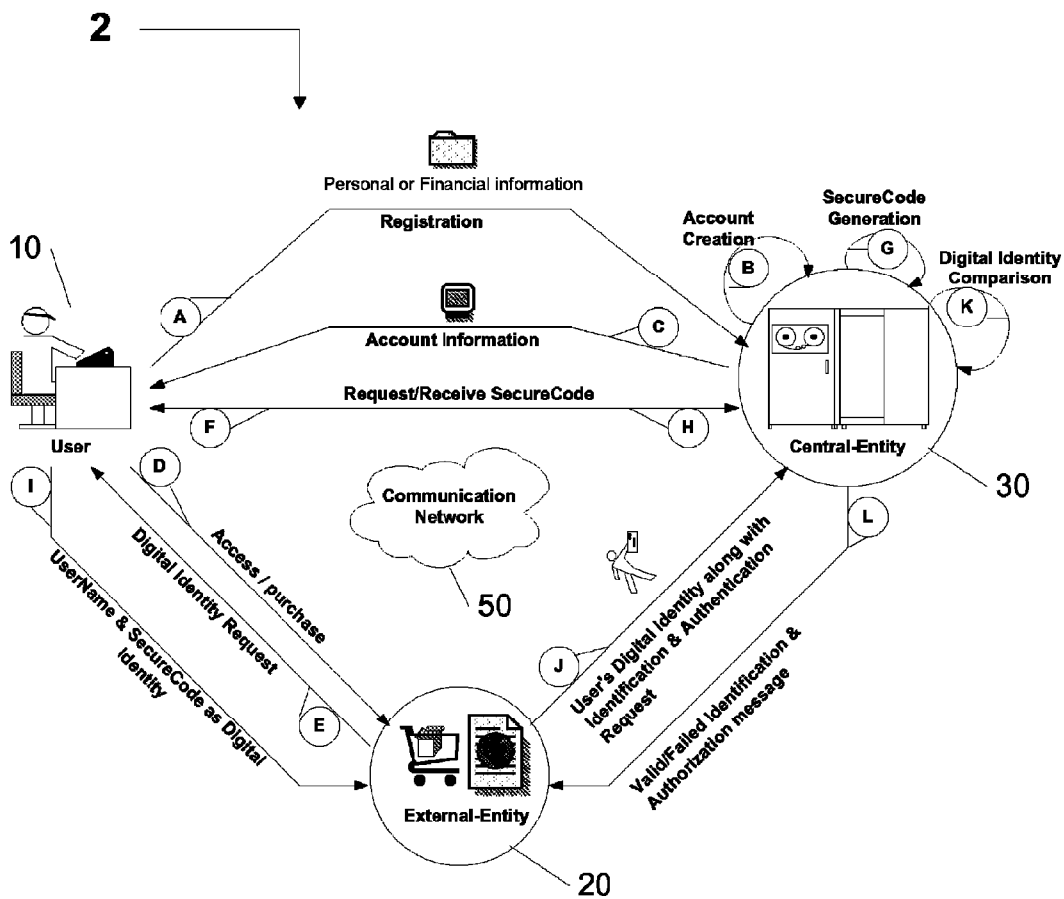 2
Personal or Financial information
Registration
SecureCode
Generation
Account
Creation
G
B
Digital Identity
Comparison
K
10
A
Account Information
C
Request/Receive SecureCode
F
H
User
Central-Entity
30
D
I
Communication
Network
50
L
Access / purchase
Digital Identity Request
UserName & SecureCode as Digital
Identity
E
J
User's Digital Identity along with
Identification & Authentication
Request
Valid/Failed Identification &
Authorization message
External-Entity
20